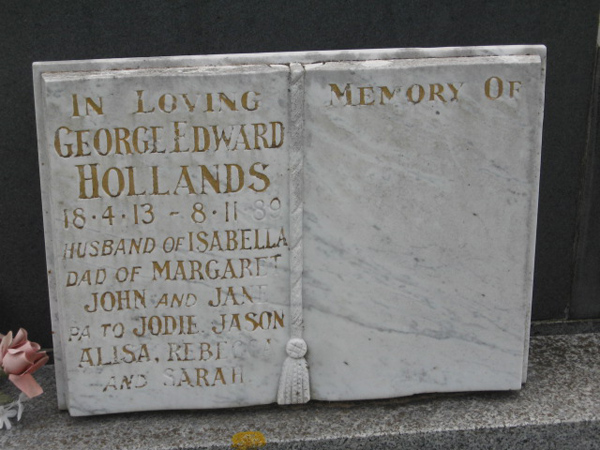 IN LOVING MEMORY OF
GEORGE EDWARD
HOLLANDS
18.4.13 - 8.11.89
HUSBAND OF ISABELLA
DAD OF MARGARET
JOHN AND JANE
PA TO JODIE, JASON
ALISA, REBECCA
AND SARAH